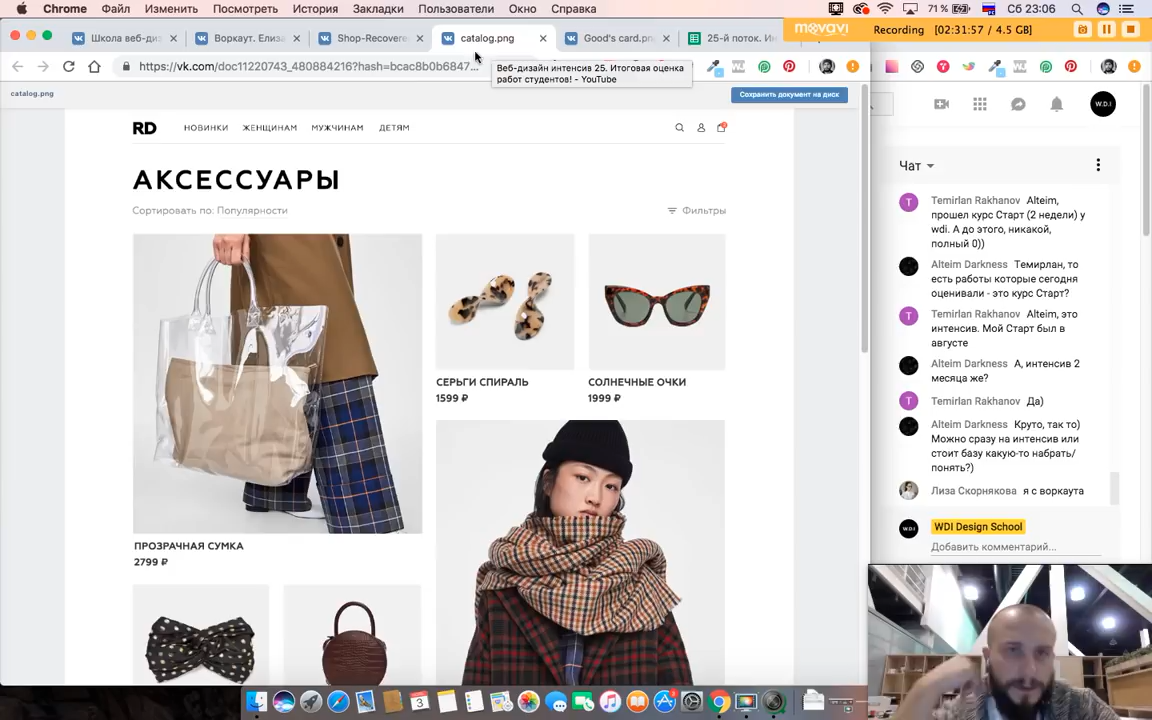 Chrome Файл Изменить Посмотреть История Закладки Пользователи Окно Справка
71 % Сб 23:06
movavi Recording 02:31:57 / 4.5 GB
Школа веб-диз
Воркаут. Елиза
Shop-Recovere
catalog.png
Good's card.pn
25-й поток. Ин
https://vk.com/doc11220743_480884216?hash=bcac8b0b6847...
Веб-дизайн интенсив 25. Итоговая оценка
работ студентов! - YouTube
catalog.png
Сохранить документ на диск
W.D.I
RD НОВИНКИ ЖЕНЩИНАМ МУЖЧИНАМ ДЕТЯМ
АКСЕССУАРЫ
Сортировать по: Популярности
Фильтры
СЕРЬГИ СПИРАЛЬ
1599 ₽
СОЛНЕЧНЫЕ ОЧКИ
1999 ₽
ПРОЗРАЧНАЯ СУМКА
2799 ₽
Чат
T Temirlan Rakhanov Alteim,
прошел курс Старт (2 недели) у
wdi. А до этого, никакой,
полный 0))
Alteim Darkness Темирлан, то
есть работы которые сегодня
оценивали - это курс Старт?
T Temirlan Rakhanov Alteim, это
интенсив. Мой Старт был в
августе
Alteim Darkness А, интенсив 2
месяца же?
T Temirlan Rakhanov Да)
Alteim Darkness Круто, так то)
Можно сразу на интенсив или
стоит базу какую-то набрать/
понять?)
Лиза Скорнякова я с воркаута
W.D.I WDI Design School
Добавить комментарий...